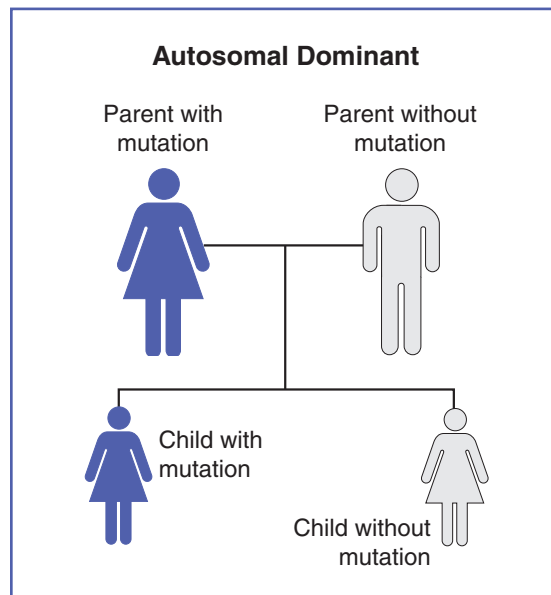 Autosomal Dominant
Parent with
mutation
Parent without
mutation
Child with
mutation
Child without
mutation